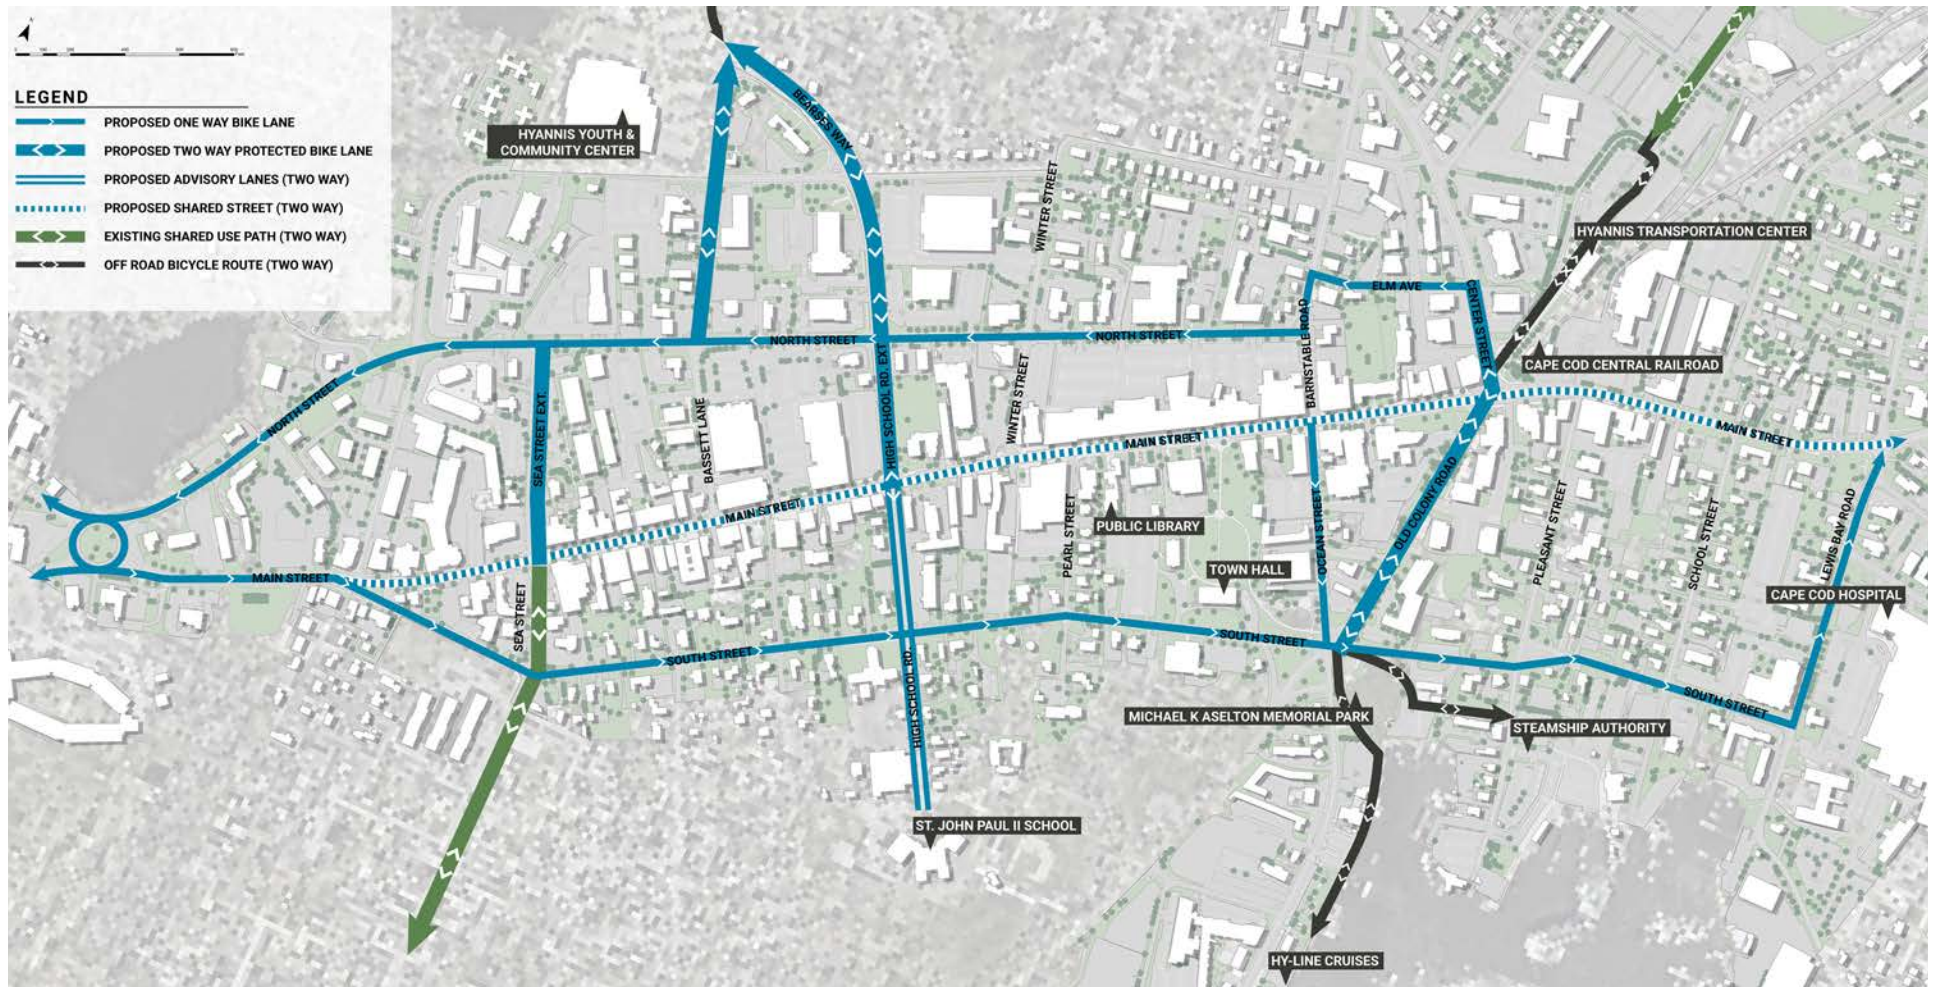 LEGEND
PROPOSED ONE WAY BIKE LANE
PROPOSED TWO WAY PROTECTED BIKE LANE
PROPOSED ADVISORY LANES (TWO WAY)
PROPOSED SHARED STREET (TWO WAY)
EXISTING SHARED USE PATH (TWO WAY)
OFF ROAD BICYCLE ROUTE (TWO WAY)
HYANNIS YOUTH &
COMMUNITY CENTER
BEARSES WAY
WINTER STREET
HYANNIS TRANSPORTATION CENTER
ELM AVE
CENTER STREET
BARNSTABLE ROAD
NORTH STREET
NORTH STREET
NORTH STREET
CAPE COD CENTRAL RAILROAD
HIGH SCHOOL RD. EXT
WINTER STREET
SEA STREET EXT.
BASSETT LANE
MAIN STREET
MAIN STREET
MAIN STREET
MAIN STREET
PEARL STREET
PUBLIC LIBRARY
TOWN HALL
OCEAN STREET
OLD COLONY ROAD
PLEASANT STREET
SCHOOL STREET
LEWIS BAY ROAD
CAPE COD HOSPITAL
SEA STREET
SOUTH STREET
SOUTH STREET
SOUTH STREET
HIGH SCHOOL RD.
MICHAEL K ASELTON MEMORIAL PARK
STEAMSHIP AUTHORITY
ST. JOHN PAUL II SCHOOL
HY-LINE CRUISES